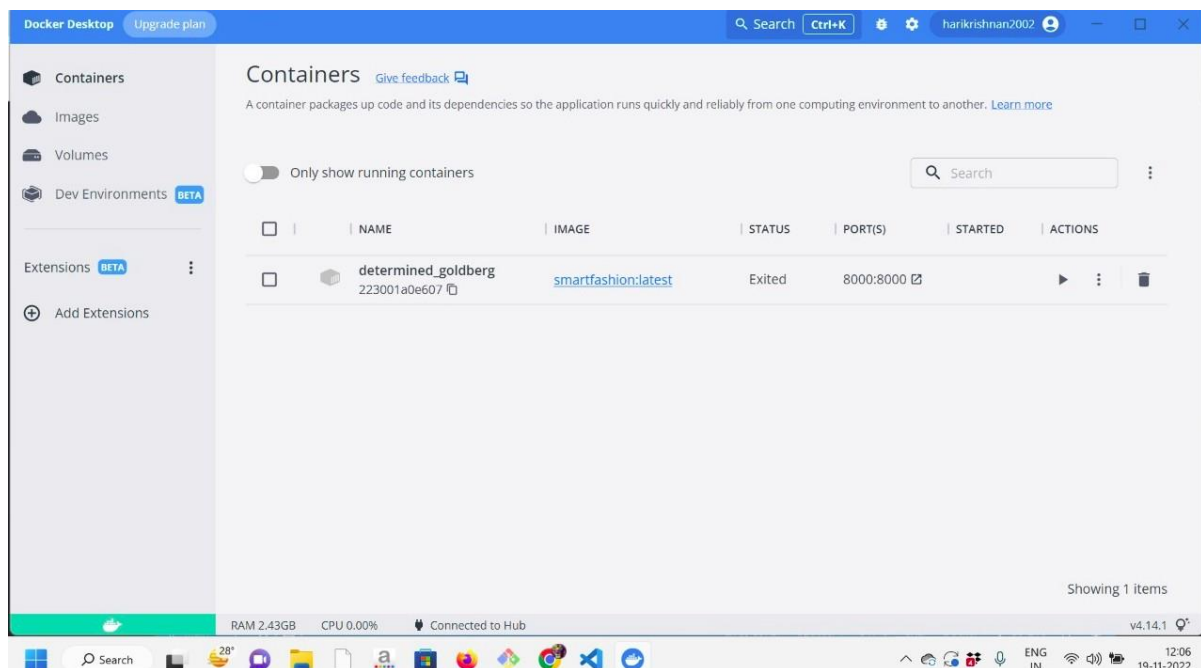 Docker Desktop Upgrade plan Search Ctrl+K harikrishnan2002
Containers
Images
Volumes
Dev Environments BETA
Extensions BETA
Add Extensions
Containers Give feedback
A container packages up code and its dependencies so the application runs quickly and reliably from one computing environment to another. Learn more
Only show running containers
Search
NAME IMAGE STATUS PORT(S) STARTED ACTIONS
determined_goldberg smartfashion:latest Exited 8000:8000
223001a0e607
Showing 1 items
RAM 2.43GB CPU 0.00% Connected to Hub v4.14.1
Search 28° ENG 12:06
IN 19-11-2022